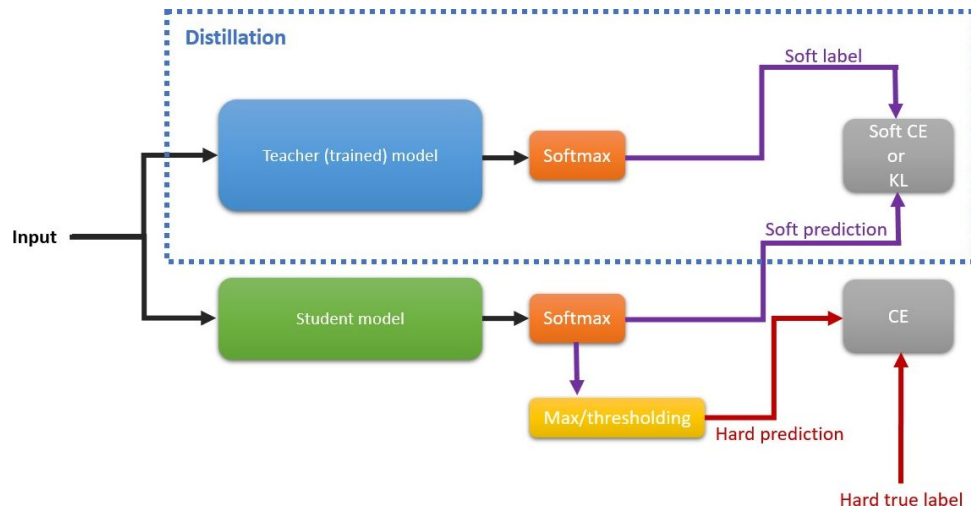 Distillation
Soft label
Teacher (trained) model
Softmax
Soft CE
or
KL
Input
Soft prediction
Student model
Softmax
CE
Max/thresholding
Hard prediction
Hard true label